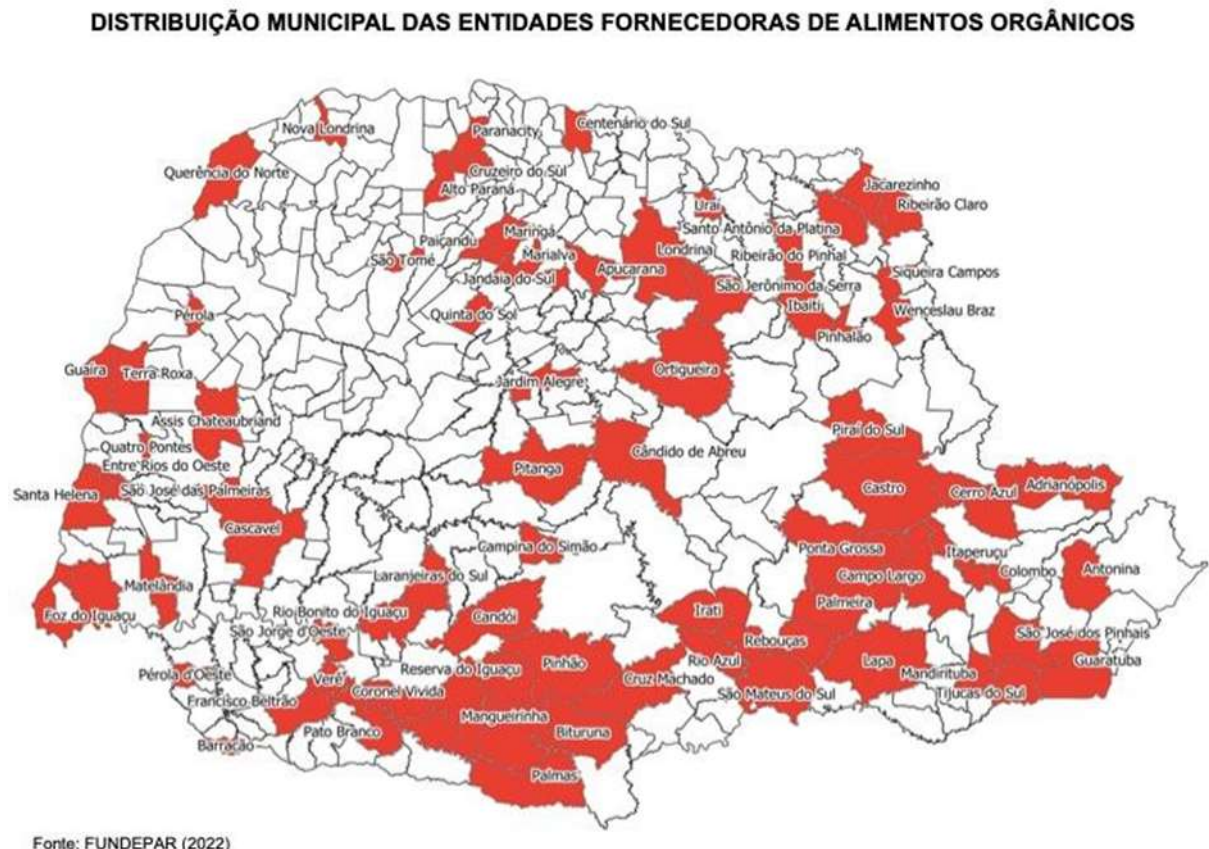 DISTRIBUIÇÃO MUNICIPAL DAS ENTIDADES FORNECEDORAS DE ALIMENTOS ORGÂNICOS
Nova Londrina
Paranacity
Centenário do Sul
Querência do Norte
Cruzeiro do Sul
Alto Paraná
Jacarezinho
Uraí
Ribeirão Claro
Santo Antônio da Platina
Paiçandu
Maringá
Marialva
Londrina
Ribeirão do Pinhal
São Tomé
Apucarana
Siqueira Campos
Jandaia do Sul
São Jerônimo da Serra
Pérola
Quinta do Sol
Ibaiti
Wenceslau Braz
Pinhalão
Guaíra
Terra Roxa
Ortigueira
Jardim Alegre
Assis Chateaubriand
Piraí do Sul
Quatro Pontes
Cândido de Abreu
Entre Rios do Oeste
Pitanga
Santa Helena
São José das Palmeiras
Castro
Cerro Azul
Adrianópolis
Cascavel
Campina do Simão
Ponta Grossa
Itaperuçu
Laranjeiras do Sul
Campo Largo
Colombo
Antonina
Matelândia
Foz do Iguaçu
Rio Bonito do Iguaçu
Candói
Irati
Palmeira
São Jorge d'Oeste
Rebouças
São José dos Pinhais
Pérola d'Oeste
Verê
Reserva do Iguaçu
Pinhão
Rio Azul
Lapa
Guaratuba
Cruz Machado
Mandirituba
Francisco Beltrão
Coronel Vivida
São Mateus do Sul
Tijucas do Sul
Mangueirinha
Pato Branco
Bituruna
Barracão
Palmas
Fonte: FUNDEPAR (2022)